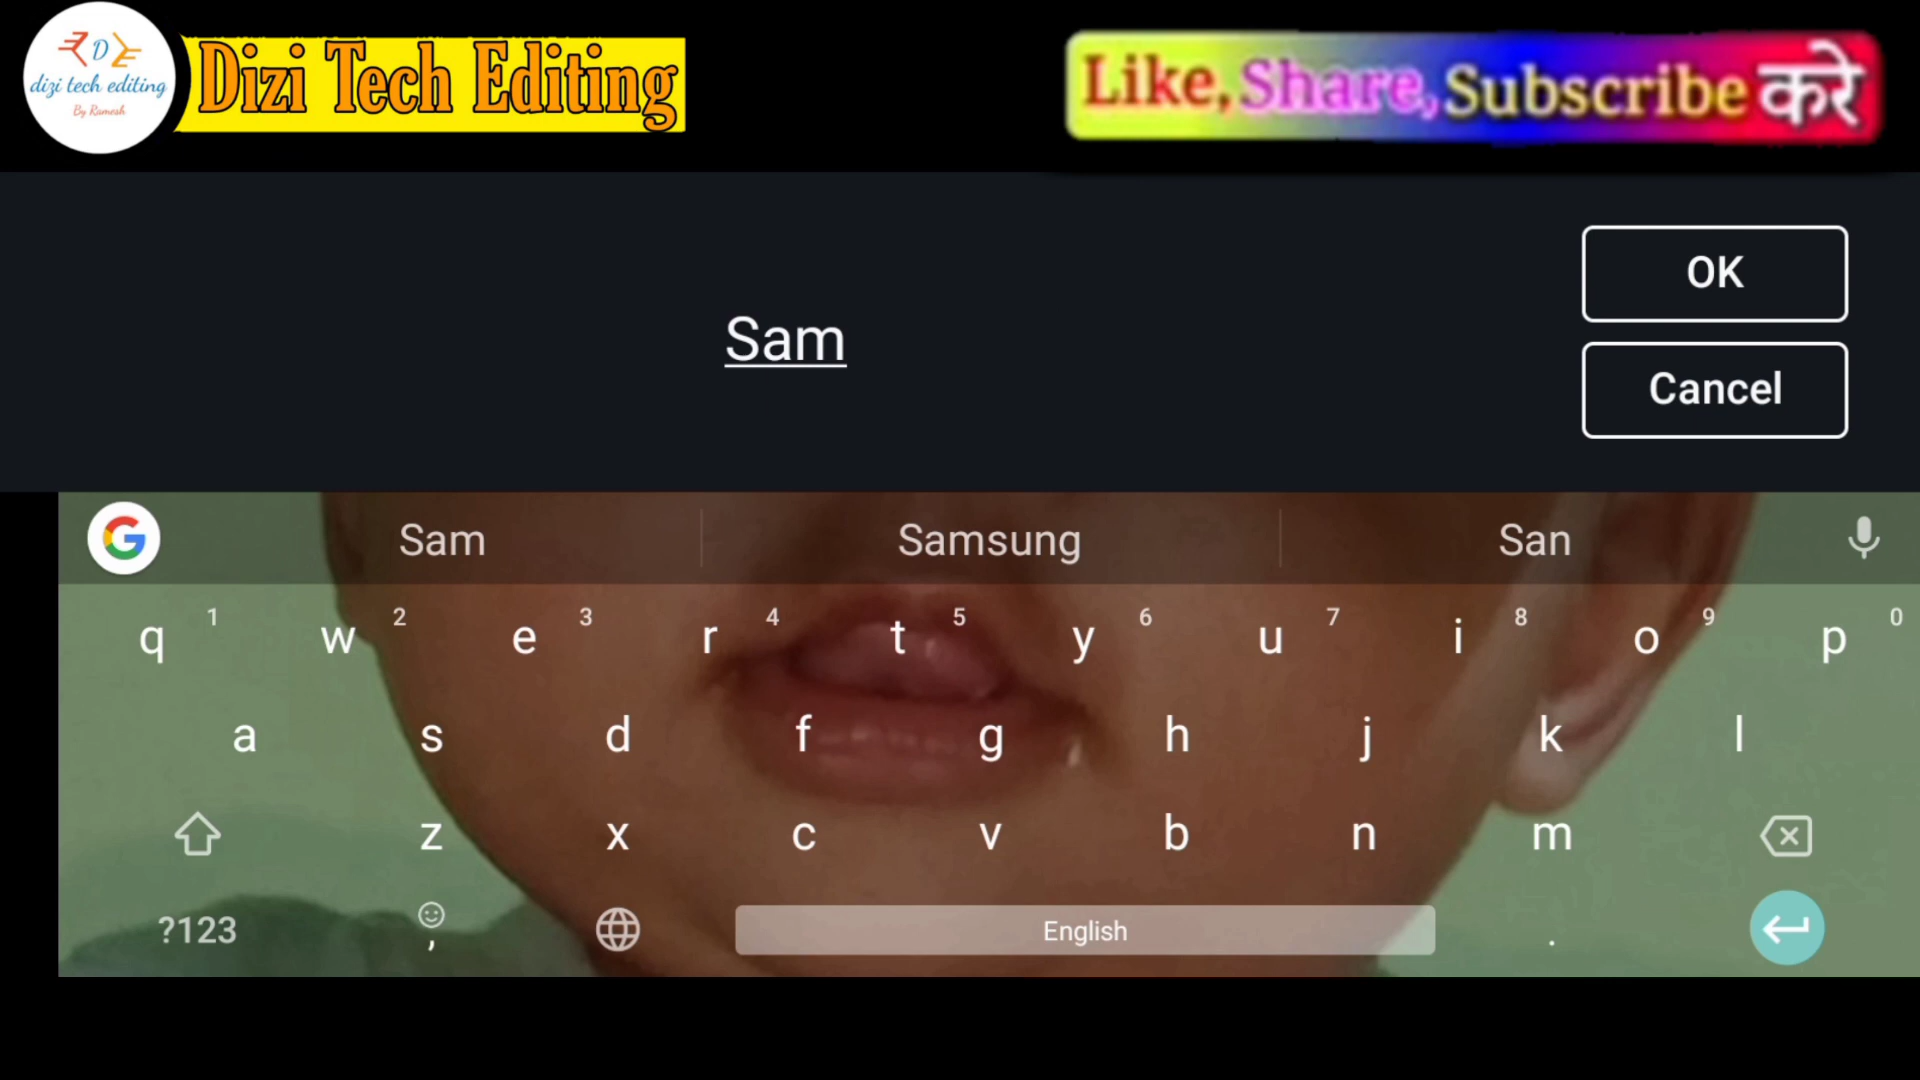 R D E
dizi tech editing
By Ramesh
Dizi Tech Editing
Like, Share, Subscribe करे
OK
Sam
Cancel
G Sam Samsung San
q 1 w 2 e 3 r 4 t 5 y 6 u 7 i 8 o 9 p 0
a s d f g h j k l
z x c v b n m
?123 , English .